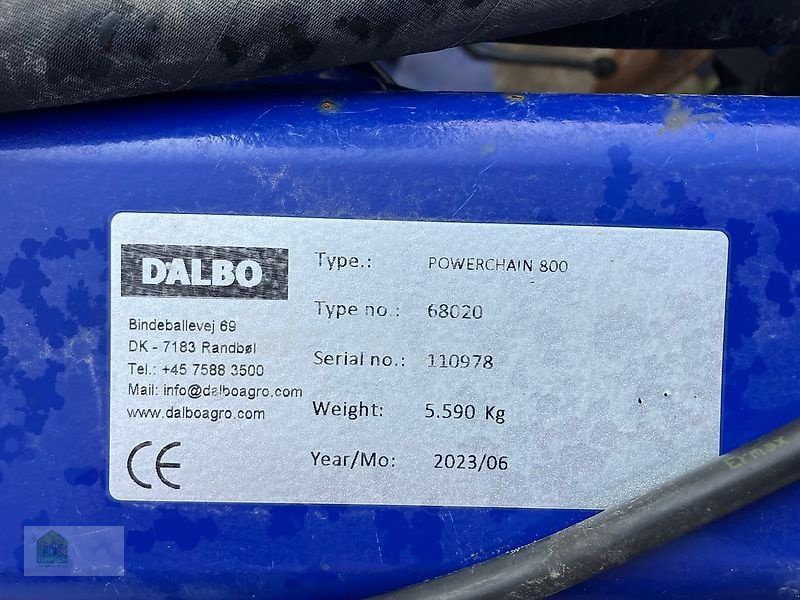 DALBO
Bindeballevej 69
DK - 7183 Randbøl
Tel.: +45 7588 3500
Mail: info@dalboagro.com
www.dalboagro.com
CE
Type.: POWERCHAIN 800
Type no.: 68020
Serial no.: 110978
Weight: 5.590 Kg
Year/Mo: 2023/06